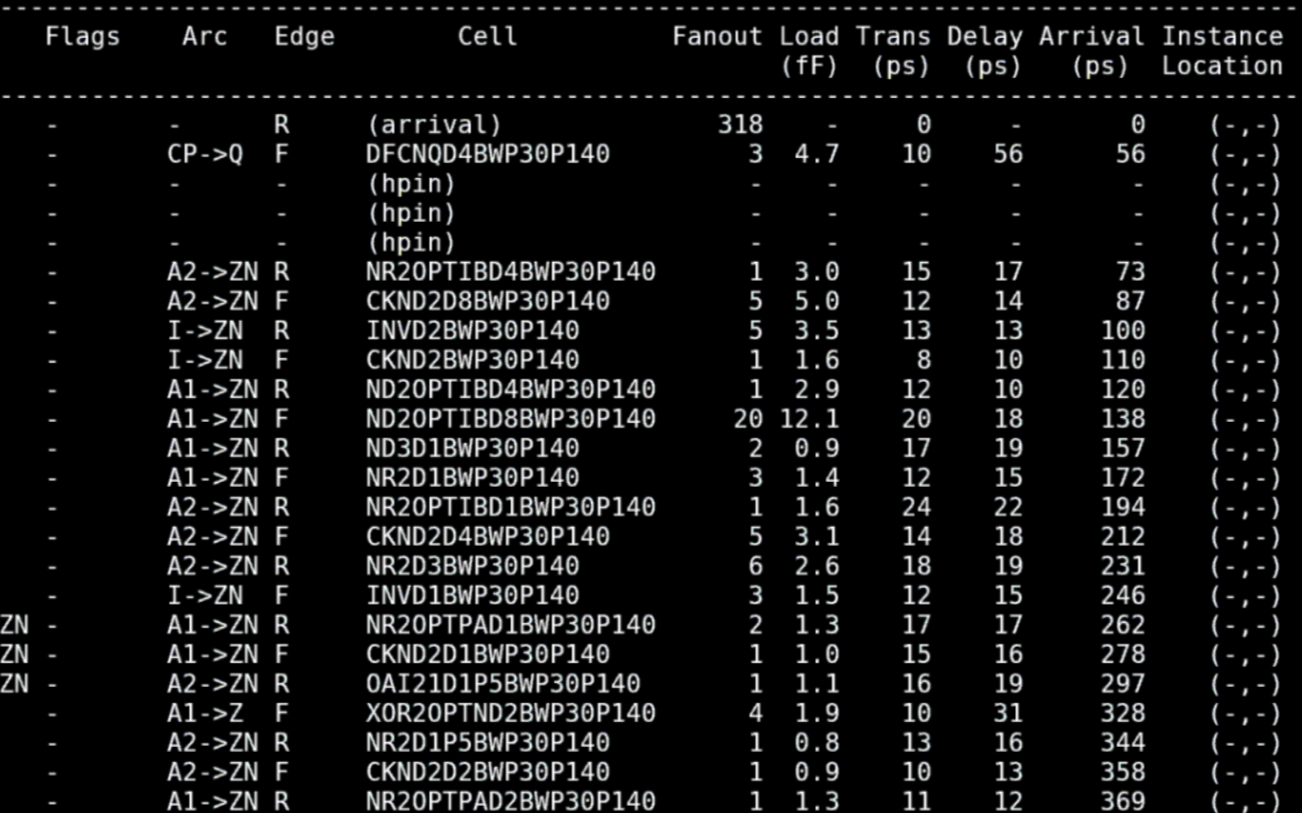 --------------------------------------------------------------------------------
Flags Arc Edge Cell Fanout Load Trans Delay Arrival Instance
(fF) (ps) (ps) (ps) Location
--------------------------------------------------------------------------------
- - R (arrival) 318 - 0 - 0 (-,-)
- CP->Q F DFCNQD4BWP30P140 3 4.7 10 56 56 (-,-)
- - - (hpin) - - - - - (-,-)
- - - (hpin) - - - - - (-,-)
- - - (hpin) - - - - - (-,-)
- A2->ZN R NR2OPTIBD4BWP30P140 1 3.0 15 17 73 (-,-)
- A2->ZN F CKND2D8BWP30P140 5 5.0 12 14 87 (-,-)
- I->ZN R INVD2BWP30P140 5 3.5 13 13 100 (-,-)
- I->ZN F CKND2BWP30P140 1 1.6 8 10 110 (-,-)
- A1->ZN R ND2OPTIBD4BWP30P140 1 2.9 12 10 120 (-,-)
- A1->ZN F ND2OPTIBD8BWP30P140 20 12.1 20 18 138 (-,-)
- A1->ZN R ND3D1BWP30P140 2 0.9 17 19 157 (-,-)
- A1->ZN F NR2D1BWP30P140 3 1.4 12 15 172 (-,-)
- A2->ZN R NR2OPTIBD1BWP30P140 1 1.6 24 22 194 (-,-)
- A2->ZN F CKND2D4BWP30P140 5 3.1 14 18 212 (-,-)
- A2->ZN R NR2D3BWP30P140 6 2.6 18 19 231 (-,-)
- I->ZN F INVD1BWP30P140 3 1.5 12 15 246 (-,-)
ZN - A1->ZN R NR2OPTPAD1BWP30P140 2 1.3 17 17 262 (-,-)
ZN - A1->ZN F CKND2D1BWP30P140 1 1.0 15 16 278 (-,-)
ZN - A2->ZN R OAI21D1P5BWP30P140 1 1.1 16 19 297 (-,-)
- A1->Z F XOR2OPTND2BWP30P140 4 1.9 10 31 328 (-,-)
- A2->ZN R NR2D1P5BWP30P140 1 0.8 13 16 344 (-,-)
- A2->ZN F CKND2D2BWP30P140 1 0.9 10 13 358 (-,-)
- A1->ZN R NR2OPTPAD2BWP30P140 1 1.3 11 12 369 (-,-)